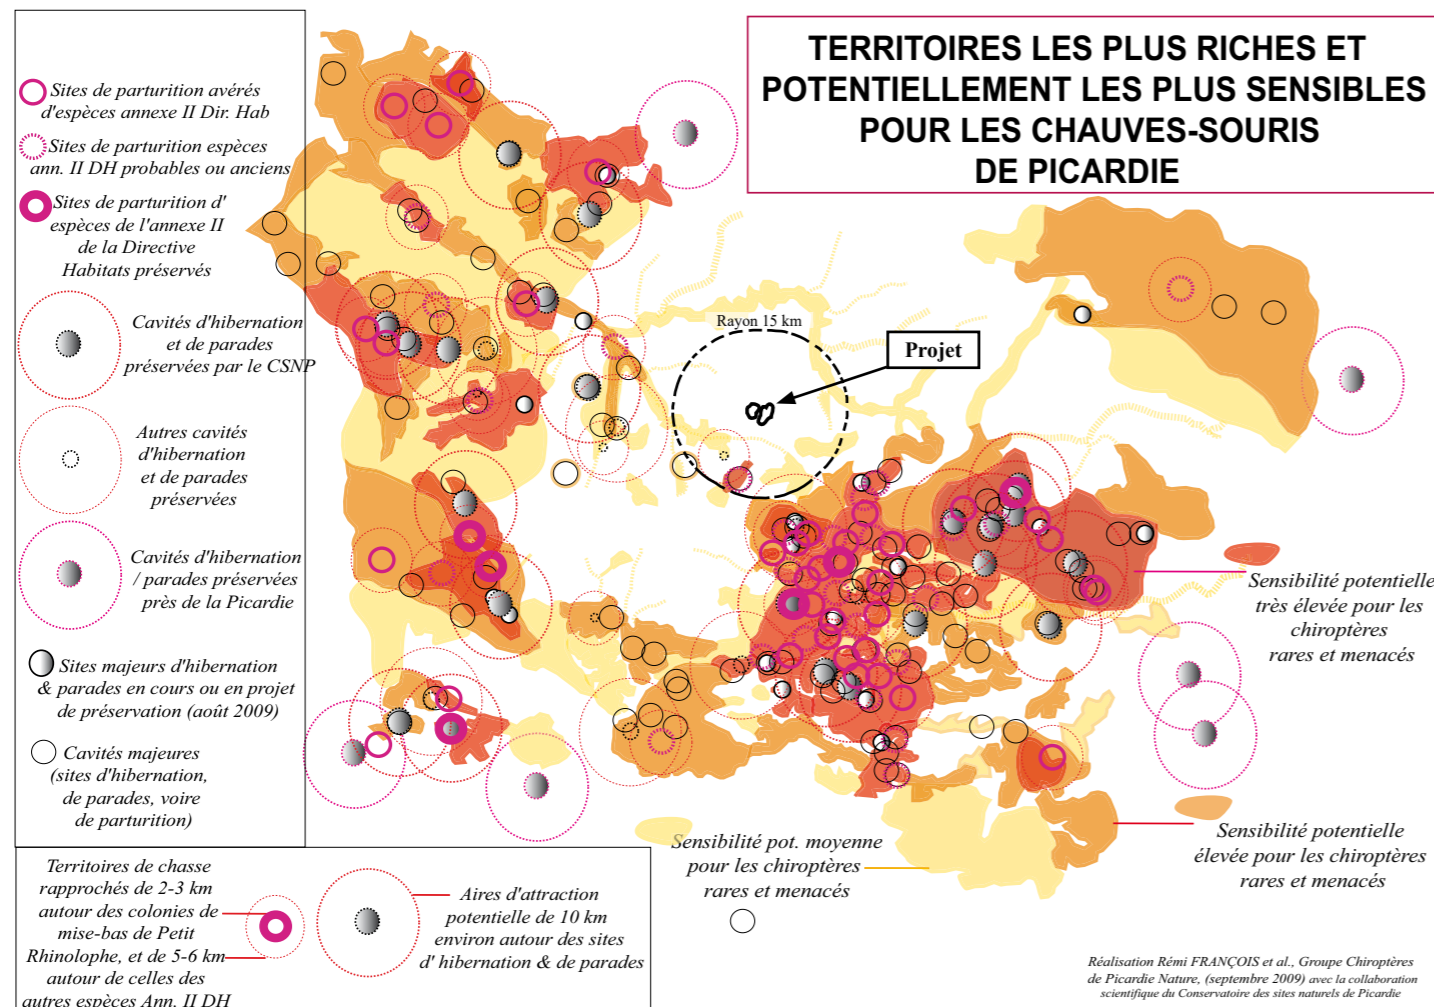 TERRITOIRES LES PLUS RICHES ET
POTENTIELLEMENT LES PLUS SENSIBLES
POUR LES CHAUVES-SOURIS
DE PICARDIE
Sites de parturition avérés
d'espèces annexe II Dir. Hab
Sites de parturition espèces
ann. II DH probables ou anciens
Sites de parturition d'
espèces de l'annexe II
de la Directive
Habitats préservés
Cavités d'hibernation
et de parades
préservées par le CSNP
Autres cavités
d'hibernation
et de parades
préservées
Cavités d'hibernation
/ parades préservées
près de la Picardie
Sites majeurs d'hibernation
& parades en cours ou en projet
de préservation (août 2009)
Cavités majeures
(sites d'hibernation,
de parades, voire
de parturition)
Territoires de chasse
rapprochés de 2-3 km
autour des colonies de
mise-bas de Petit
Rhinolophe, et de 5-6 km
autour de celles des
autres espèces Ann. II DH
Aires d'attraction
potentielle de 10 km
environ autour des sites
d' hibernation & de parades
Rayon 15 km
Projet
Sensibilité potentielle
très élevée pour les
chiroptères
rares et menacés
Sensibilité pot. moyenne
pour les chiroptères
rares et menacés
Sensibilité potentielle
élevée pour les chiroptères
rares et menacés
Réalisation Rémi FRANÇOIS et al., Groupe Chiroptères
de Picardie Nature, (septembre 2009) avec la collaboration
scientifique du Conservatoire des sites naturels de Picardie